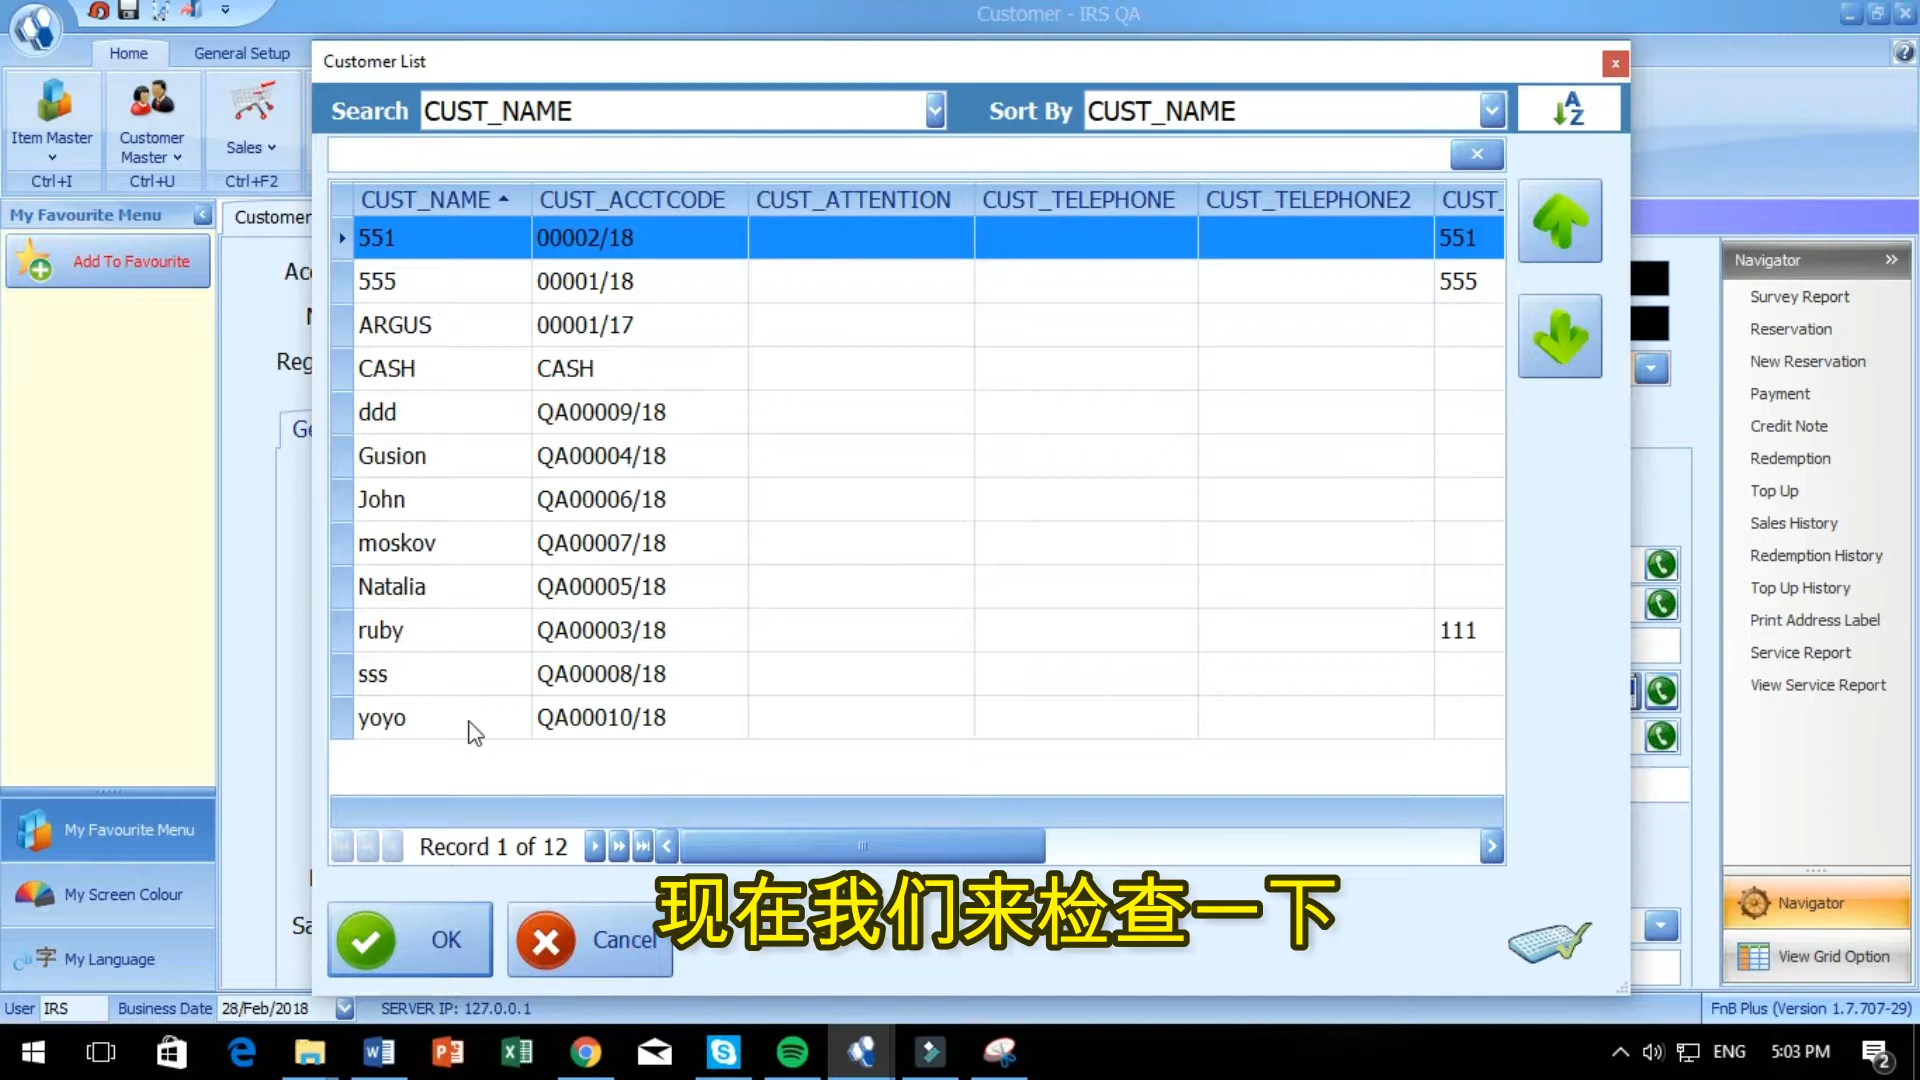 Customer - IRS QA
Home
General Setup
Item Master
Ctrl+I
Customer Master
Ctrl+U
Sales
Ctrl+F2
My Favourite Menu
Add To Favourite
Customer
Customer List
Search CUST_NAME Sort By CUST_NAME
CUST_NAME CUST_ACCTCODE CUST_ATTENTION CUST_TELEPHONE CUST_TELEPHONE2 CUST_
551 00002/18 551
555 00001/18 555
ARGUS 00001/17
CASH CASH
ddd QA00009/18
Gusion QA00004/18
John QA00006/18
moskov QA00007/18
Natalia QA00005/18
ruby QA00003/18 111
sss QA00008/18
yoyo QA00010/18
Record 1 of 12
OK
Cancel
现在我们来检查一下
Navigator
Survey Report
Reservation
New Reservation
Payment
Credit Note
Redemption
Top Up
Sales History
Redemption History
Top Up History
Print Address Label
Service Report
View Service Report
Navigator
View Grid Option
My Favourite Menu
My Screen Colour
字 My Language
User IRS Business Date 28/Feb/2018 SERVER IP: 127.0.0.1 FnB Plus (Version 1.7.707-29)
ENG 5:03 PM 2